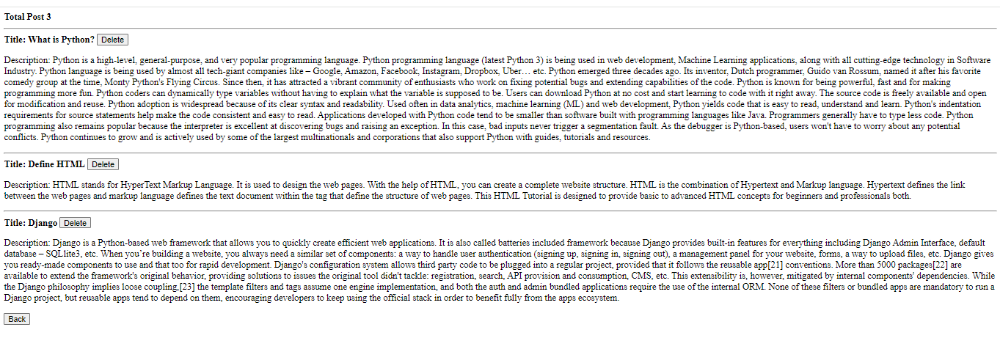 Total Post 3
Title: What is Python? Delete
Description: Python is a high-level, general-purpose, and very popular programming language. Python programming language (latest Python 3) is being used in web development, Machine Learning applications, along with all cutting-edge technology in Software
Industry. Python language is being used by almost all tech-giant companies like – Google, Amazon, Facebook, Instagram, Dropbox, Uber… etc. Python emerged three decades ago. Its inventor, Dutch programmer, Guido van Rossum, named it after his favorite
comedy group at the time, Monty Python's Flying Circus. Since then, it has attracted a vibrant community of enthusiasts who work on fixing potential bugs and extending capabilities of the code. Python is known for being powerful, fast and for making
programming more fun. Python coders can dynamically type variables without having to explain what the variable is supposed to be. Users can download Python at no cost and start learning to code with it right away. The source code is freely available and open
for modification and reuse. Python adoption is widespread because of its clear syntax and readability. Used often in data analytics, machine learning (ML) and web development, Python yields code that is easy to read, understand and learn. Python's indentation
requirements for source statements help make the code consistent and easy to read. Applications developed with Python code tend to be smaller than software built with programming languages like Java. Programmers generally have to type less code. Python
programming also remains popular because the interpreter is excellent at discovering bugs and raising an exception. In this case, bad inputs never trigger a segmentation fault. As the debugger is Python-based, users won't have to worry about any potential
conflicts. Python continues to grow and is actively used by some of the largest multinationals and corporations that also support Python with guides, tutorials and resources.
Title: Define HTML Delete
Description: HTML stands for HyperText Markup Language. It is used to design the web pages. With the help of HTML, you can create a complete website structure. HTML is the combination of Hypertext and Markup language. Hypertext defines the link
between the web pages and markup language defines the text document within the tag that define the structure of web pages. This HTML Tutorial is designed to provide basic to advanced HTML concepts for beginners and professionals both.
Title: Django Delete
Description: Django is a Python-based web framework that allows you to quickly create efficient web applications. It is also called batteries included framework because Django provides built-in features for everything including Django Admin Interface, default
database – SQLlite3, etc. When you’re building a website, you always need a similar set of components: a way to handle user authentication (signing up, signing in, signing out), a management panel for your website, forms, a way to upload files, etc. Django gives
you ready-made components to use and that too for rapid development. Django's configuration system allows third party code to be plugged into a regular project, provided that it follows the reusable app[21] conventions. More than 5000 packages[22] are
available to extend the framework's original behavior, providing solutions to issues the original tool didn't tackle: registration, search, API provision and consumption, CMS, etc. This extensibility is, however, mitigated by internal components' dependencies. While
the Django philosophy implies loose coupling,[23] the template filters and tags assume one engine implementation, and both the auth and admin bundled applications require the use of the internal ORM. None of these filters or bundled apps are mandatory to run a
Django project, but reusable apps tend to depend on them, encouraging developers to keep using the official stack in order to benefit fully from the apps ecosystem.
Back